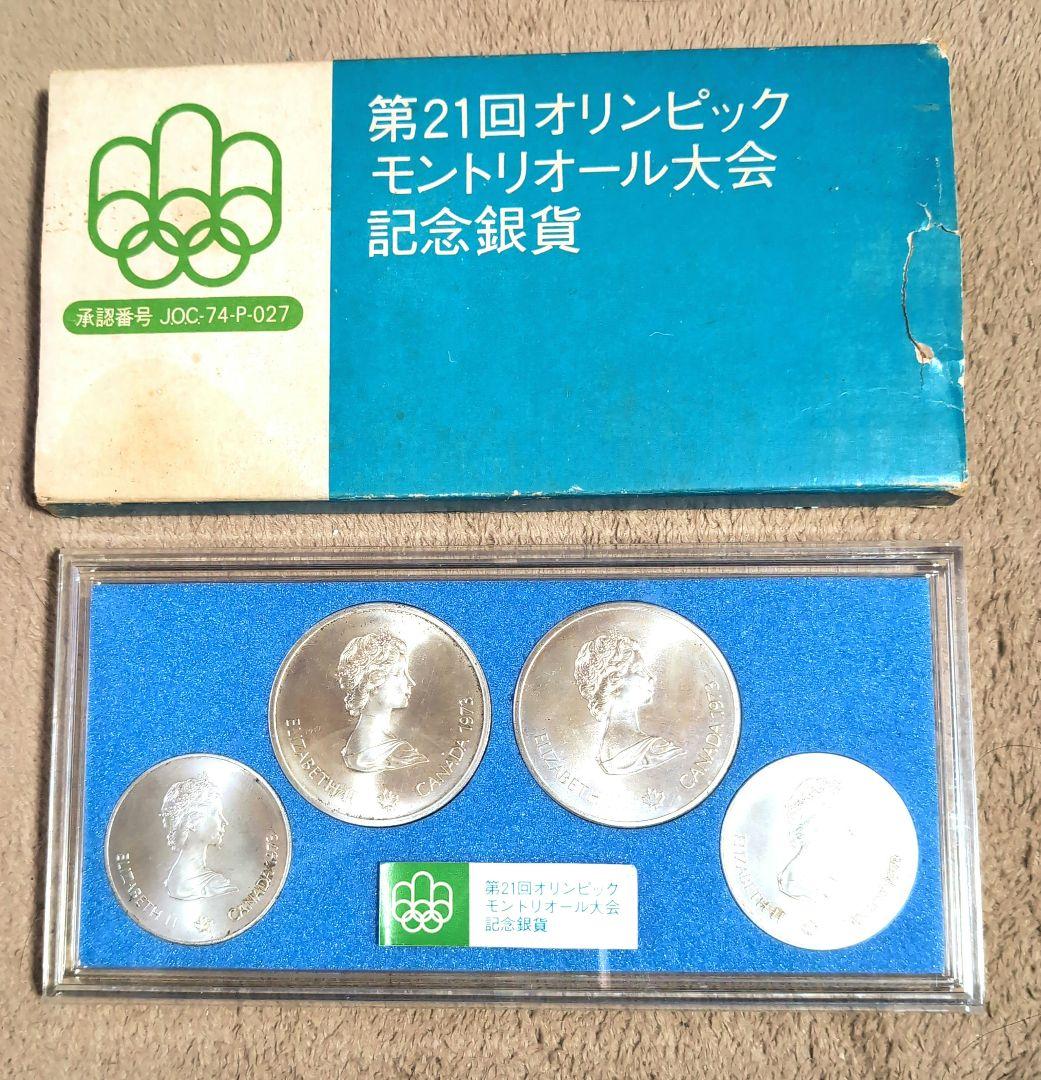 第21回オリンピック
モントリオール大会
記念銀貨
承認番号 J.O.C.-74-P-027
ELIZABETH II CANADA 1973
ELIZABETH CANADA 1973
ELIZABETH CANADA 1973
ELIZABETH
第21回オリンピック
モントリオール大会
記念銀貨